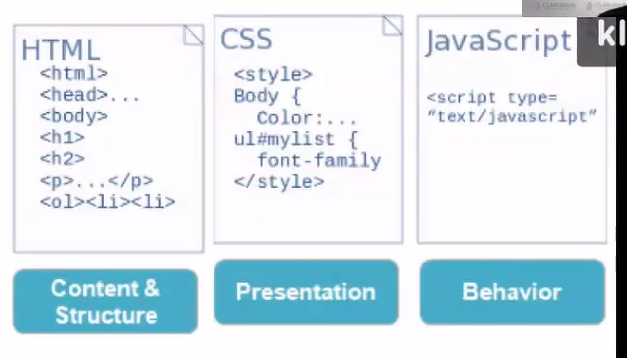 HTML
<html>
<head>...
<body>
<h1>
<h2>
<p>...</p>
<ol><li><li>
Content &
Structure
CSS
<style>
Body {
Color:...
ul#mylist {
font-family
</style>
Presentation
JavaScript
<script type=
"text/javascript"
Behavior
kl